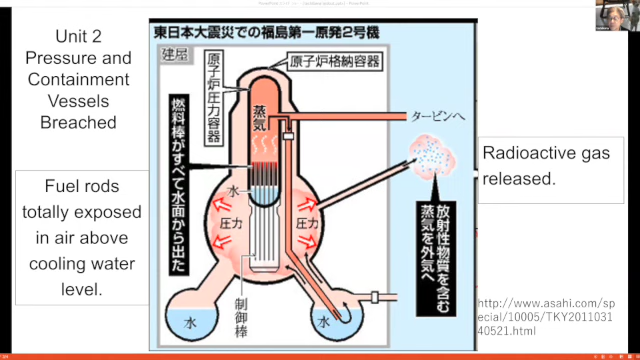 Unit 2
Pressure and
Containment
Vessels
Breached
Fuel rods
totally exposed
in air above
cooling water
level.
東日本大震災での福島第一原発2号機
建屋
原子炉格納容器
原子炉圧力容器
蒸気
タービンへ
燃料棒がすべて水面から出た
水
圧力
圧力
放射性物質を含む
蒸気を外気へ
制御棒
水
水
Radioactive gas
released.
http://www.asahi.com/sp
ecial/10005/TKY2011031
40521.html